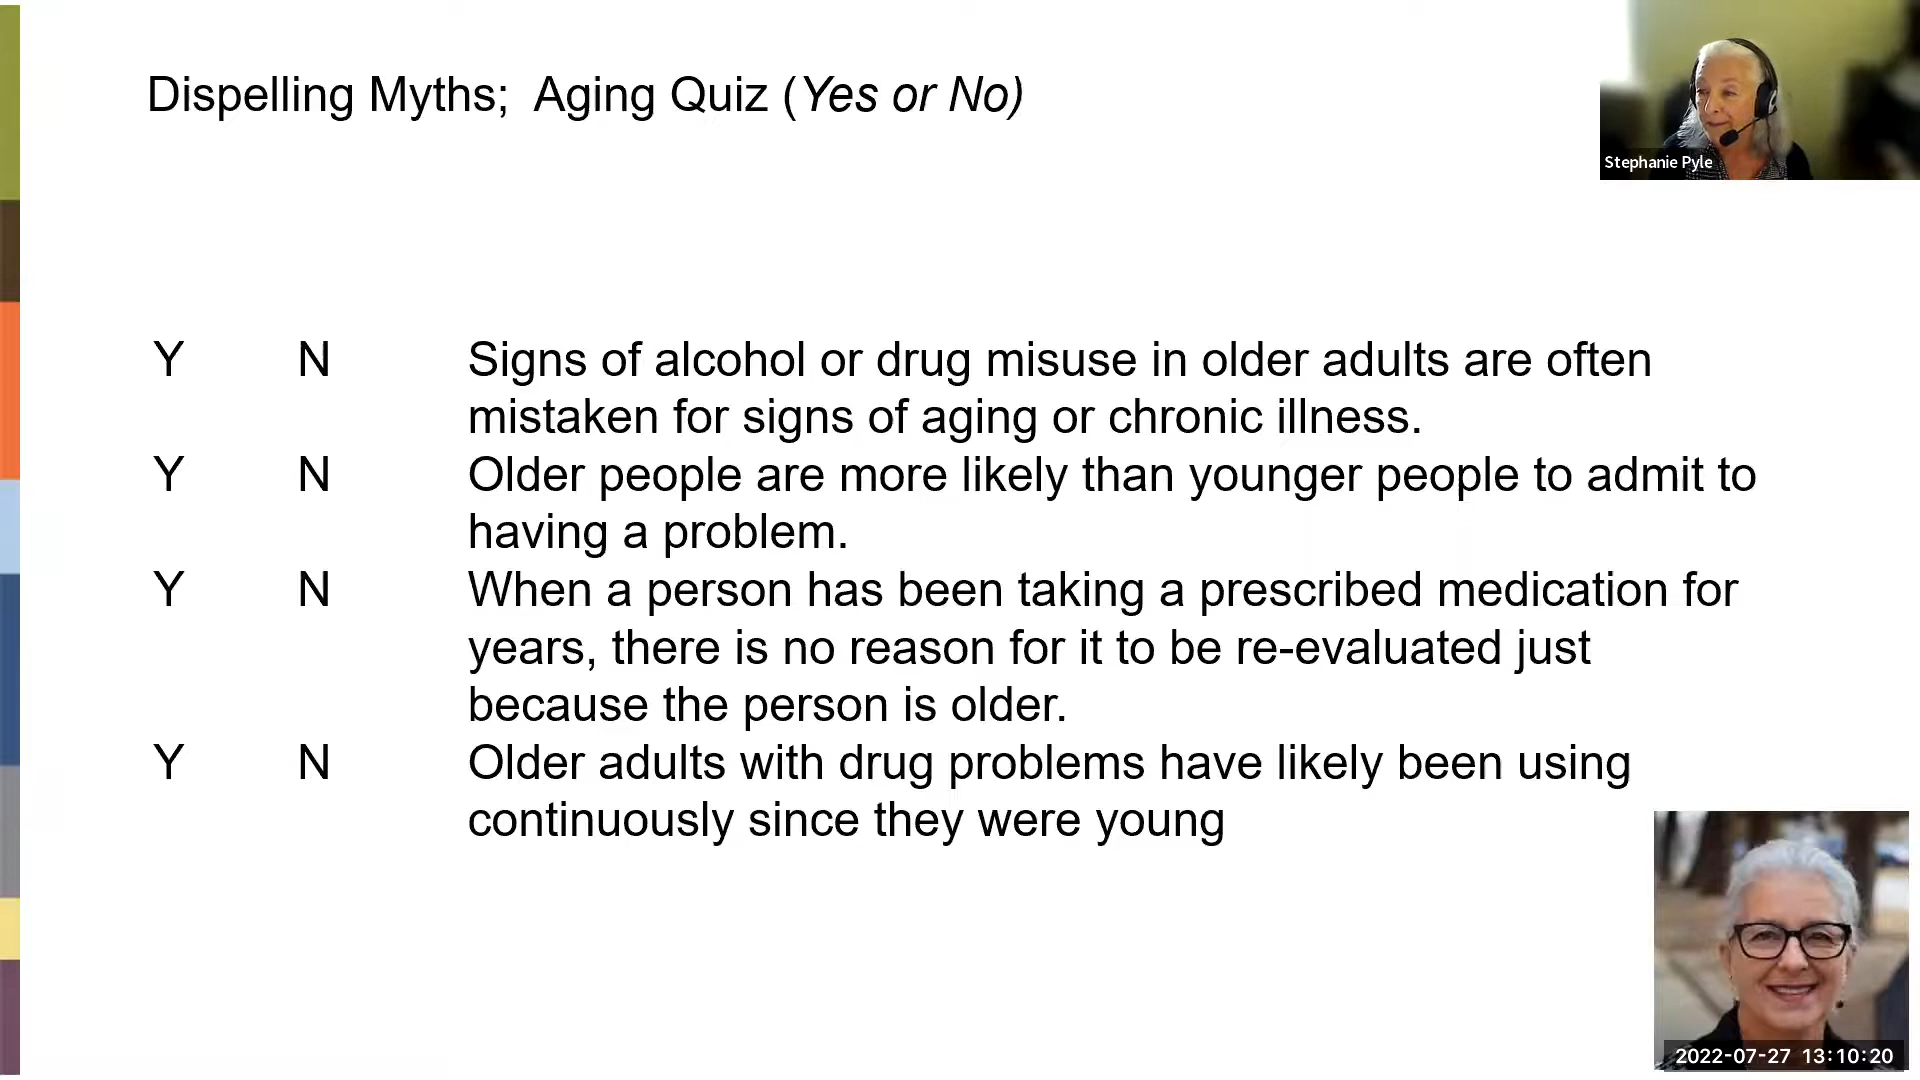 Dispelling Myths;  Aging Quiz (Yes or No)
Stephanie Pyle
Y N Signs of alcohol or drug misuse in older adults are often
mistaken for signs of aging or chronic illness.
Y N Older people are more likely than younger people to admit to
having a problem.
Y N When a person has been taking a prescribed medication for
years, there is no reason for it to be re-evaluated just
because the person is older.
Y N Older adults with drug problems have likely been using
continuously since they were young
2022-07-27 13:10:20